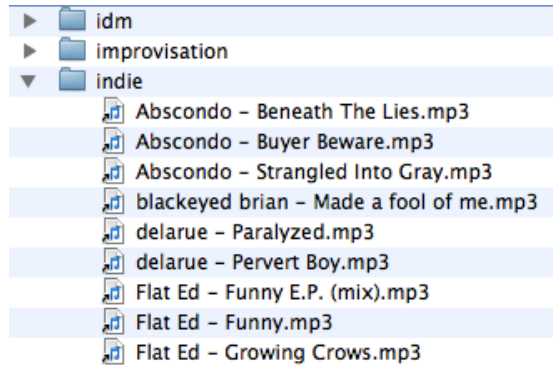 idm
improvisation
indie
Abscondo – Beneath The Lies.mp3
Abscondo – Buyer Beware.mp3
Abscondo – Strangled Into Gray.mp3
blackeyed brian – Made a fool of me.mp3
delarue – Paralyzed.mp3
delarue – Pervert Boy.mp3
Flat Ed – Funny E.P. (mix).mp3
Flat Ed – Funny.mp3
Flat Ed – Growing Crows.mp3